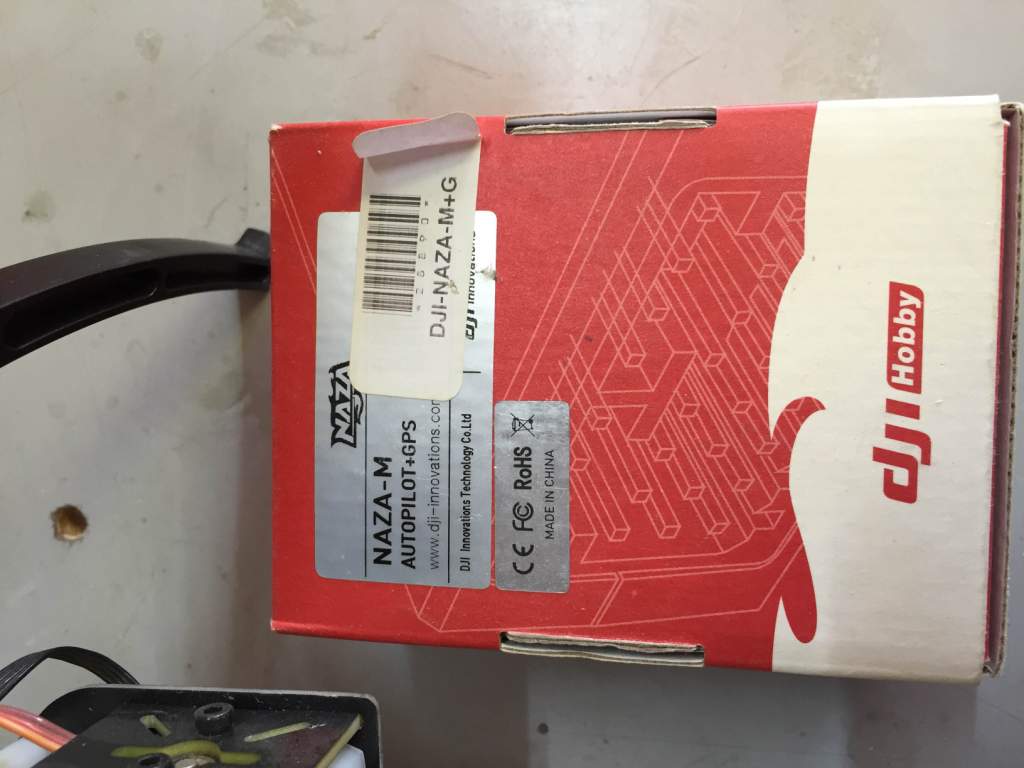 DJI-NAZA-M+G
NAZA
NAZA-M
AUTOPILOT+GPS
www.dji-innovations.com
DJI Innovations Technology Co.Ltd
dji innovations
CE FC RoHS
MADE IN CHINA
dji Hobby